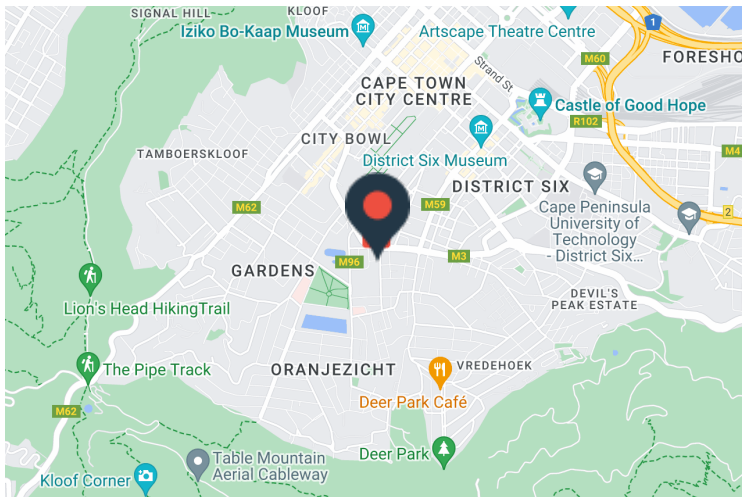 SIGNAL HILL
KLOOF
Iziko Bo-Kaap Museum
Artscape Theatre Centre
1
M60
FORESHO
Strand St.
CAPE TOWN
CITY CENTRE
Castle of Good Hope
R102
CITY BOWL
TAMBOERSKLOOF
District Six Museum
M4
DISTRICT SIX
M62
M59
Cape Peninsula
University of
Technology
- District Six...
2
M96
M3
GARDENS
Lion's Head HikingTrail
DEVIL'S
PEAK ESTATE
The Pipe Track
ORANJEZICHT
VREDEHOEK
Deer Park Café
M62
Deer Park
Table Mountain
Aerial Cableway
Kloof Corner